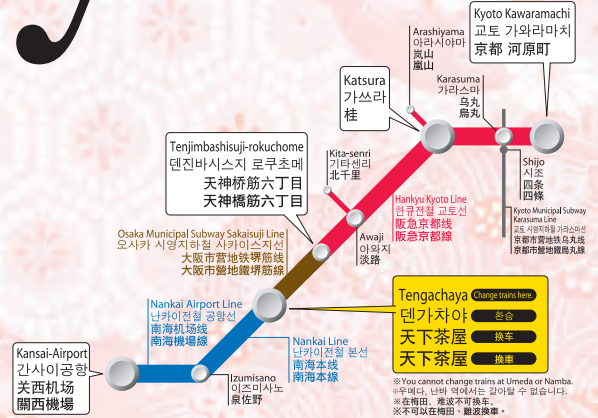 Kyoto Kawaramachi
교토 가와라마치
京都 河原町
Arashiyama
아라시야마
岚山
嵐山
Karasuma
가라스마
乌丸
烏丸
Katsura
가쓰라
桂
Tenjimbashisuji-rokuchome
덴진바시스지 로쿠초메
天神桥筋六丁目
天神橋筋六丁目
Kita-senri
기타센리
北千里
Shijo
시조
四条
四條
Hankyu Kyoto Line
한큐전철 교토선
阪急京都线
阪急京都線
Kyoto Municipal Subway
Karasuma Line
교토 시영지하철 가라스마선
京都市营地铁乌丸线
京都市營地鐵烏丸線
Awaji
아와지
淡路
Osaka Municipal Subway Sakaisuji Line
오사카 시영지하철 사카이스지선
大阪市营地铁堺筋线
大阪市營地鐵堺筋線
Tengachaya Change trains here.
덴가차야 환승
天下茶屋 换车
天下茶屋 換車
Nankai Airport Line
난카이전철 공항선
南海机场线
南海機場線
Nankai Line
난카이전철 본선
南海本线
南海本線
Kansai-Airport
간사이공항
关西机场
關西機場
Izumisano
이즈미사노
泉佐野
※You cannot change trains at Umeda or Namba.
※우메다, 난바 역에서는 갈아탈 수 없습니다.
※在梅田、难波不可换车。
※不可以在梅田、難波換車。